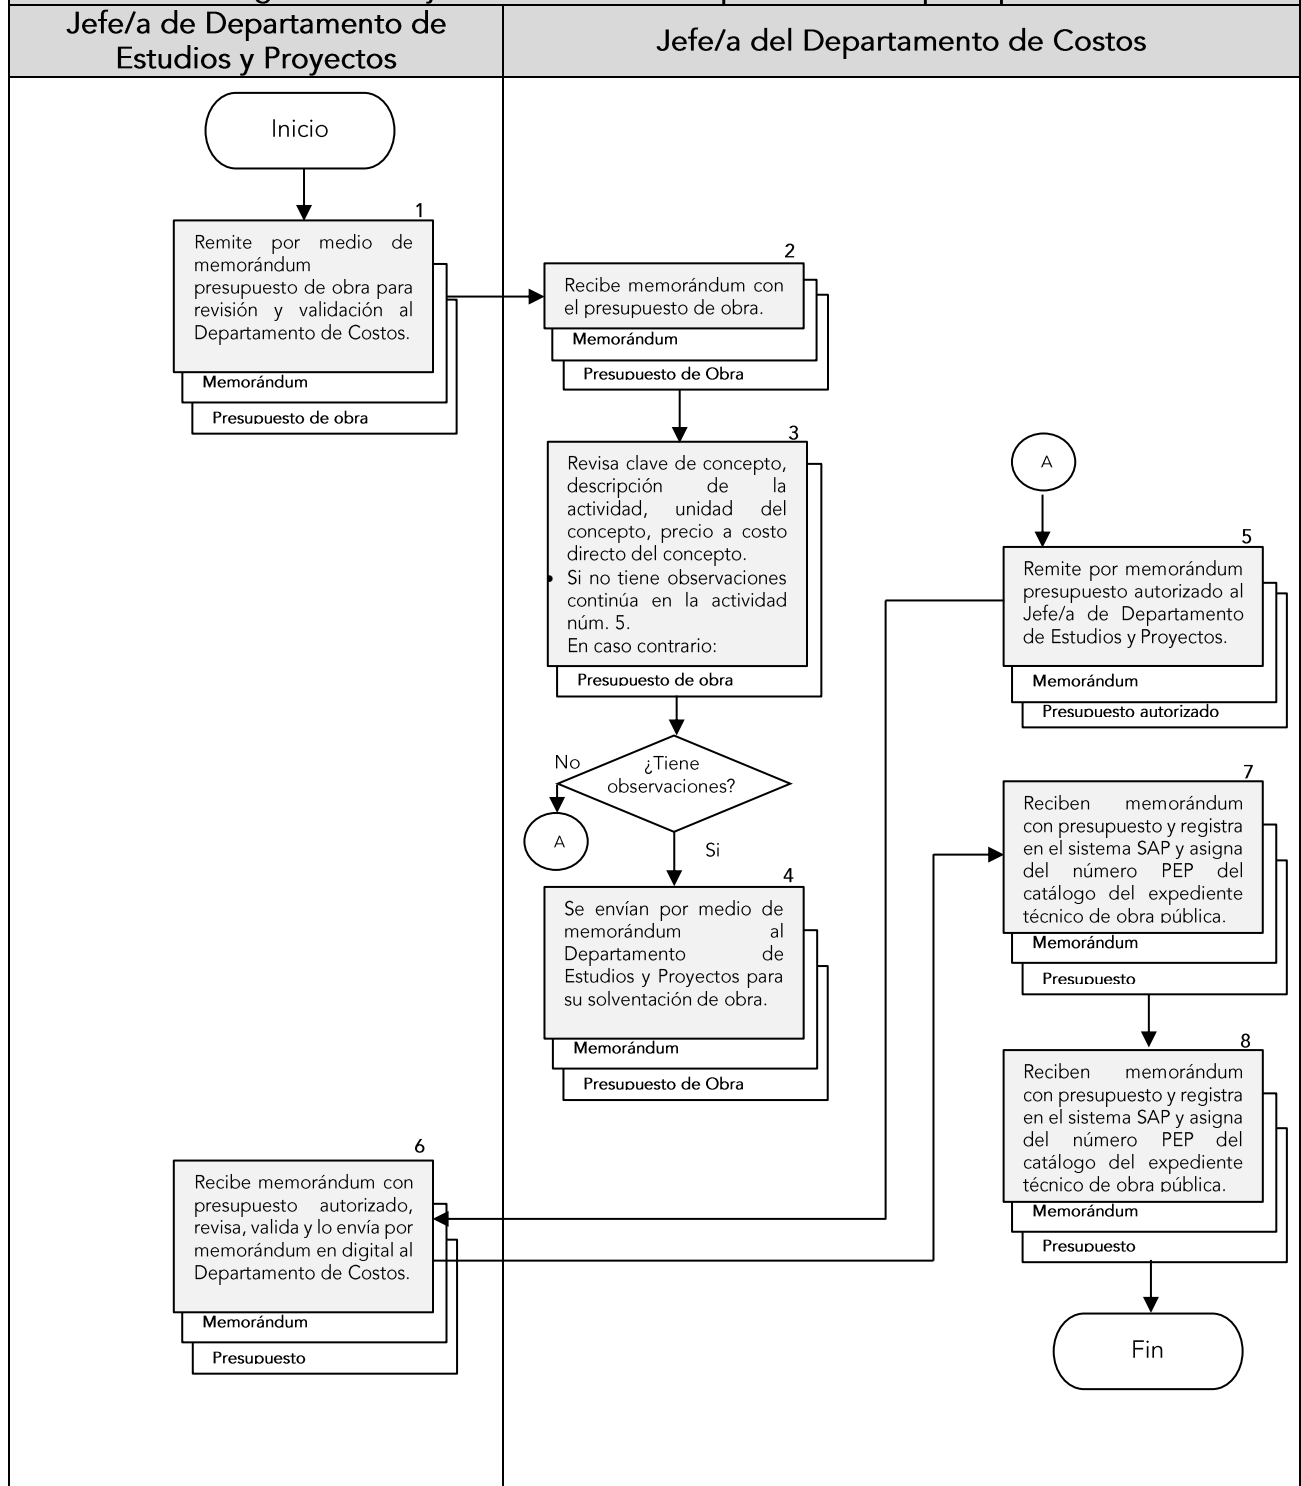 Jefe/a de Departamento de
Estudios y Proyectos
Jefe/a del Departamento de Costos
Inicio
1
Remite por medio de
memorándum
presupuesto de obra para
revisión y validación al
Departamento de Costos.
Memorándum
Presupuesto de obra
2
Recibe memorándum con
el presupuesto de obra.
Memorándum
Presupuesto de Obra
3
Revisa clave de concepto,
descripción de la
actividad, unidad del
concepto, precio a costo
directo del concepto.
• Si no tiene observaciones
continúa en la actividad
núm. 5.
En caso contrario:
Presupuesto de obra
¿Tiene
observaciones?
No
A
Si
4
Se envían por medio de
memorándum al
Departamento de
Estudios y Proyectos para
su solventación de obra.
Memorándum
Presupuesto de Obra
A
5
Remite por memorándum
presupuesto autorizado al
Jefe/a de Departamento
de Estudios y Proyectos.
Memorándum
Presupuesto autorizado
6
Recibe memorándum con
presupuesto autorizado,
revisa, valida y lo envía por
memorándum en digital al
Departamento de Costos.
Memorándum
Presupuesto
7
Reciben memorándum
con presupuesto y registra
en el sistema SAP y asigna
del número PEP del
catálogo del expediente
técnico de obra pública.
Memorándum
Presupuesto
8
Reciben memorándum
con presupuesto y registra
en el sistema SAP y asigna
del número PEP del
catálogo del expediente
técnico de obra pública.
Memorándum
Presupuesto
Fin